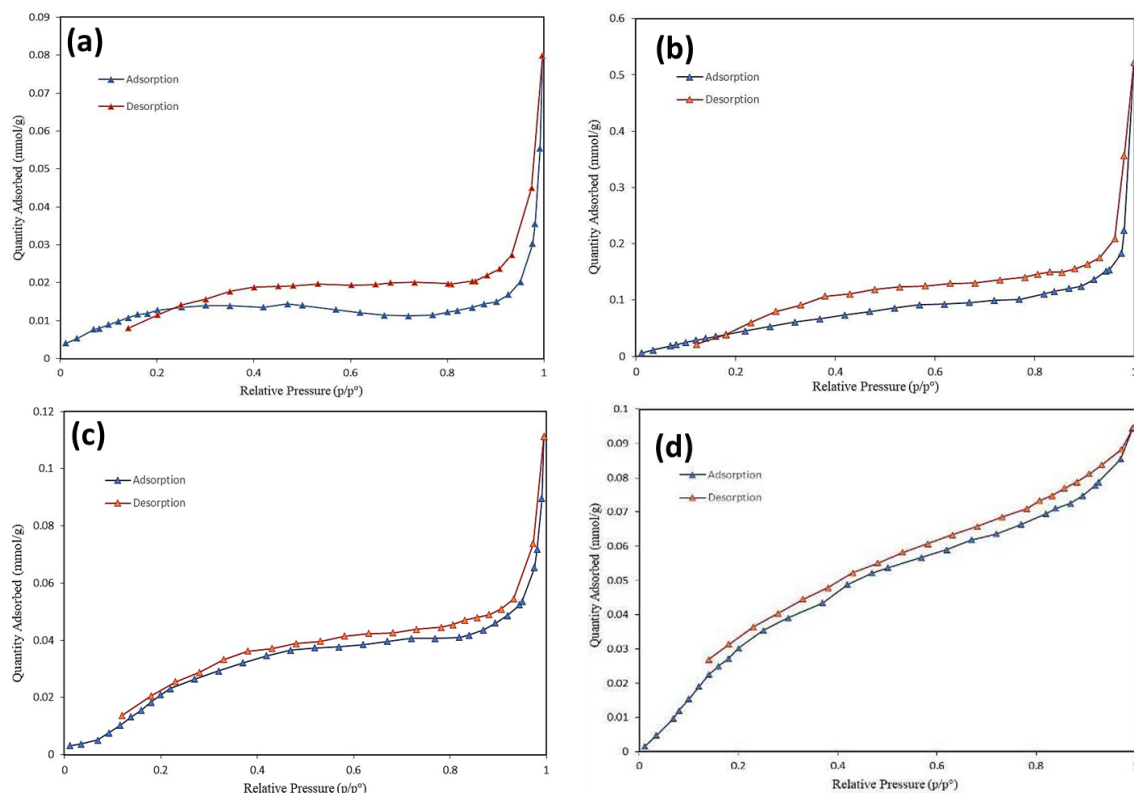 (a)
Quantity Adsorbed (mmol/g)
0.09
0.08
0.07
0.06
0.05
0.04
0.03
0.02
0.01
0
Adsorption
Desorption
0
0.2
0.4
0.6
0.8
1
Relative Pressure (p/p°)
(b)
Quantity Adsorbed (mmol/g)
0.6
0.5
0.4
0.3
0.2
0.1
0
Adsorption
Desorption
0
0.2
0.4
0.6
0.8
1
Relative Pressure (p/p°)
(c)
Quantity Adsorbed (mmol/g)
0.12
0.1
0.08
0.06
0.04
0.02
0
Adsorption
Desorption
0
0.2
0.4
0.6
0.8
1
Relative Pressure (p/p°)
(d)
Quantity Adsorbed (mmol/g)
0.1
0.09
0.08
0.07
0.06
0.05
0.04
0.03
0.02
0.01
0
Adsorption
Desorption
0
0.2
0.4
0.6
0.8
1
Relative Pressure (p/p°)